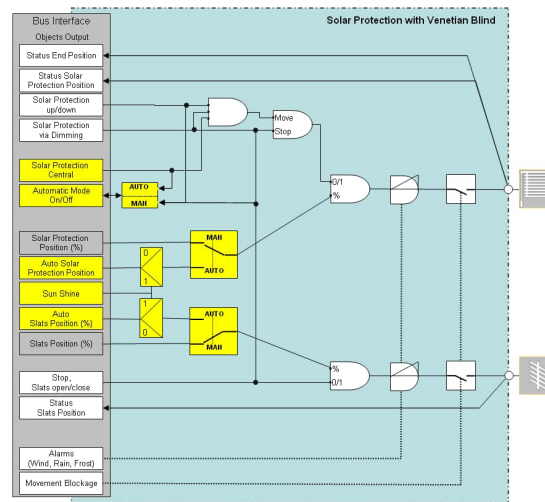 Bus Interface
Solar Protection with Venetian Blind
Objects Output
Status End Position
Status Solar
Protection Position
Solar Protection
up/down
Solar Protection
via Dimming
Move
Stop
Solar Protection
Central
Automatic Mode
On/Off
AUTO
MAN
0/1
%
Solar Protection
Position (%)
Auto Solar
Protection Position
Sun Shine
Auto
Slats Position (%)
Slats Position (%)
0
1
1
0
MAN
AUTO
AUTO
MAN
Stop,
Slats open/close
%
0/1
Status
Slats Position
Alarms
(Wind, Rain, Frost)
Movement Blockage